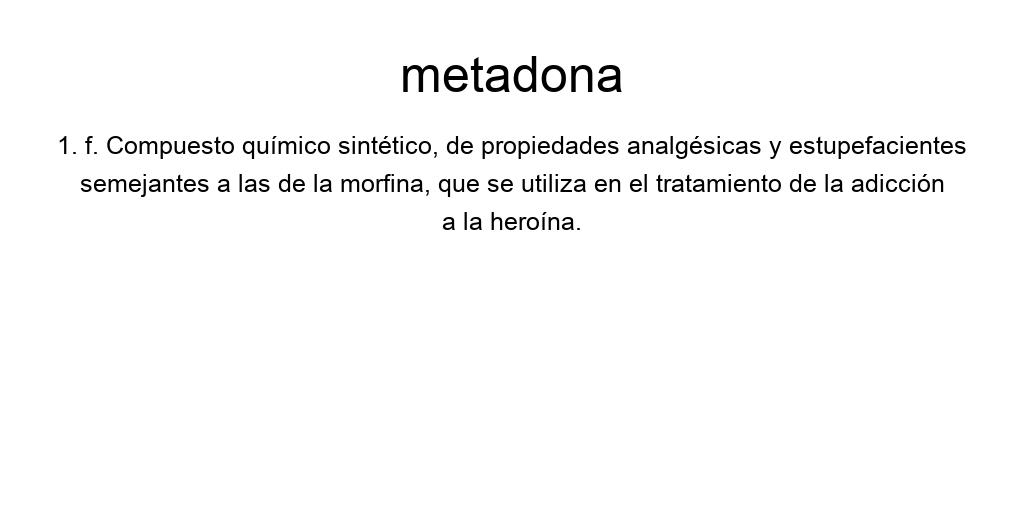 metadona
1. f. Compuesto químico sintético, de propiedades analgésicas y estupefacientes
semejantes a las de la morfina, que se utiliza en el tratamiento de la adicción
a la heroína.